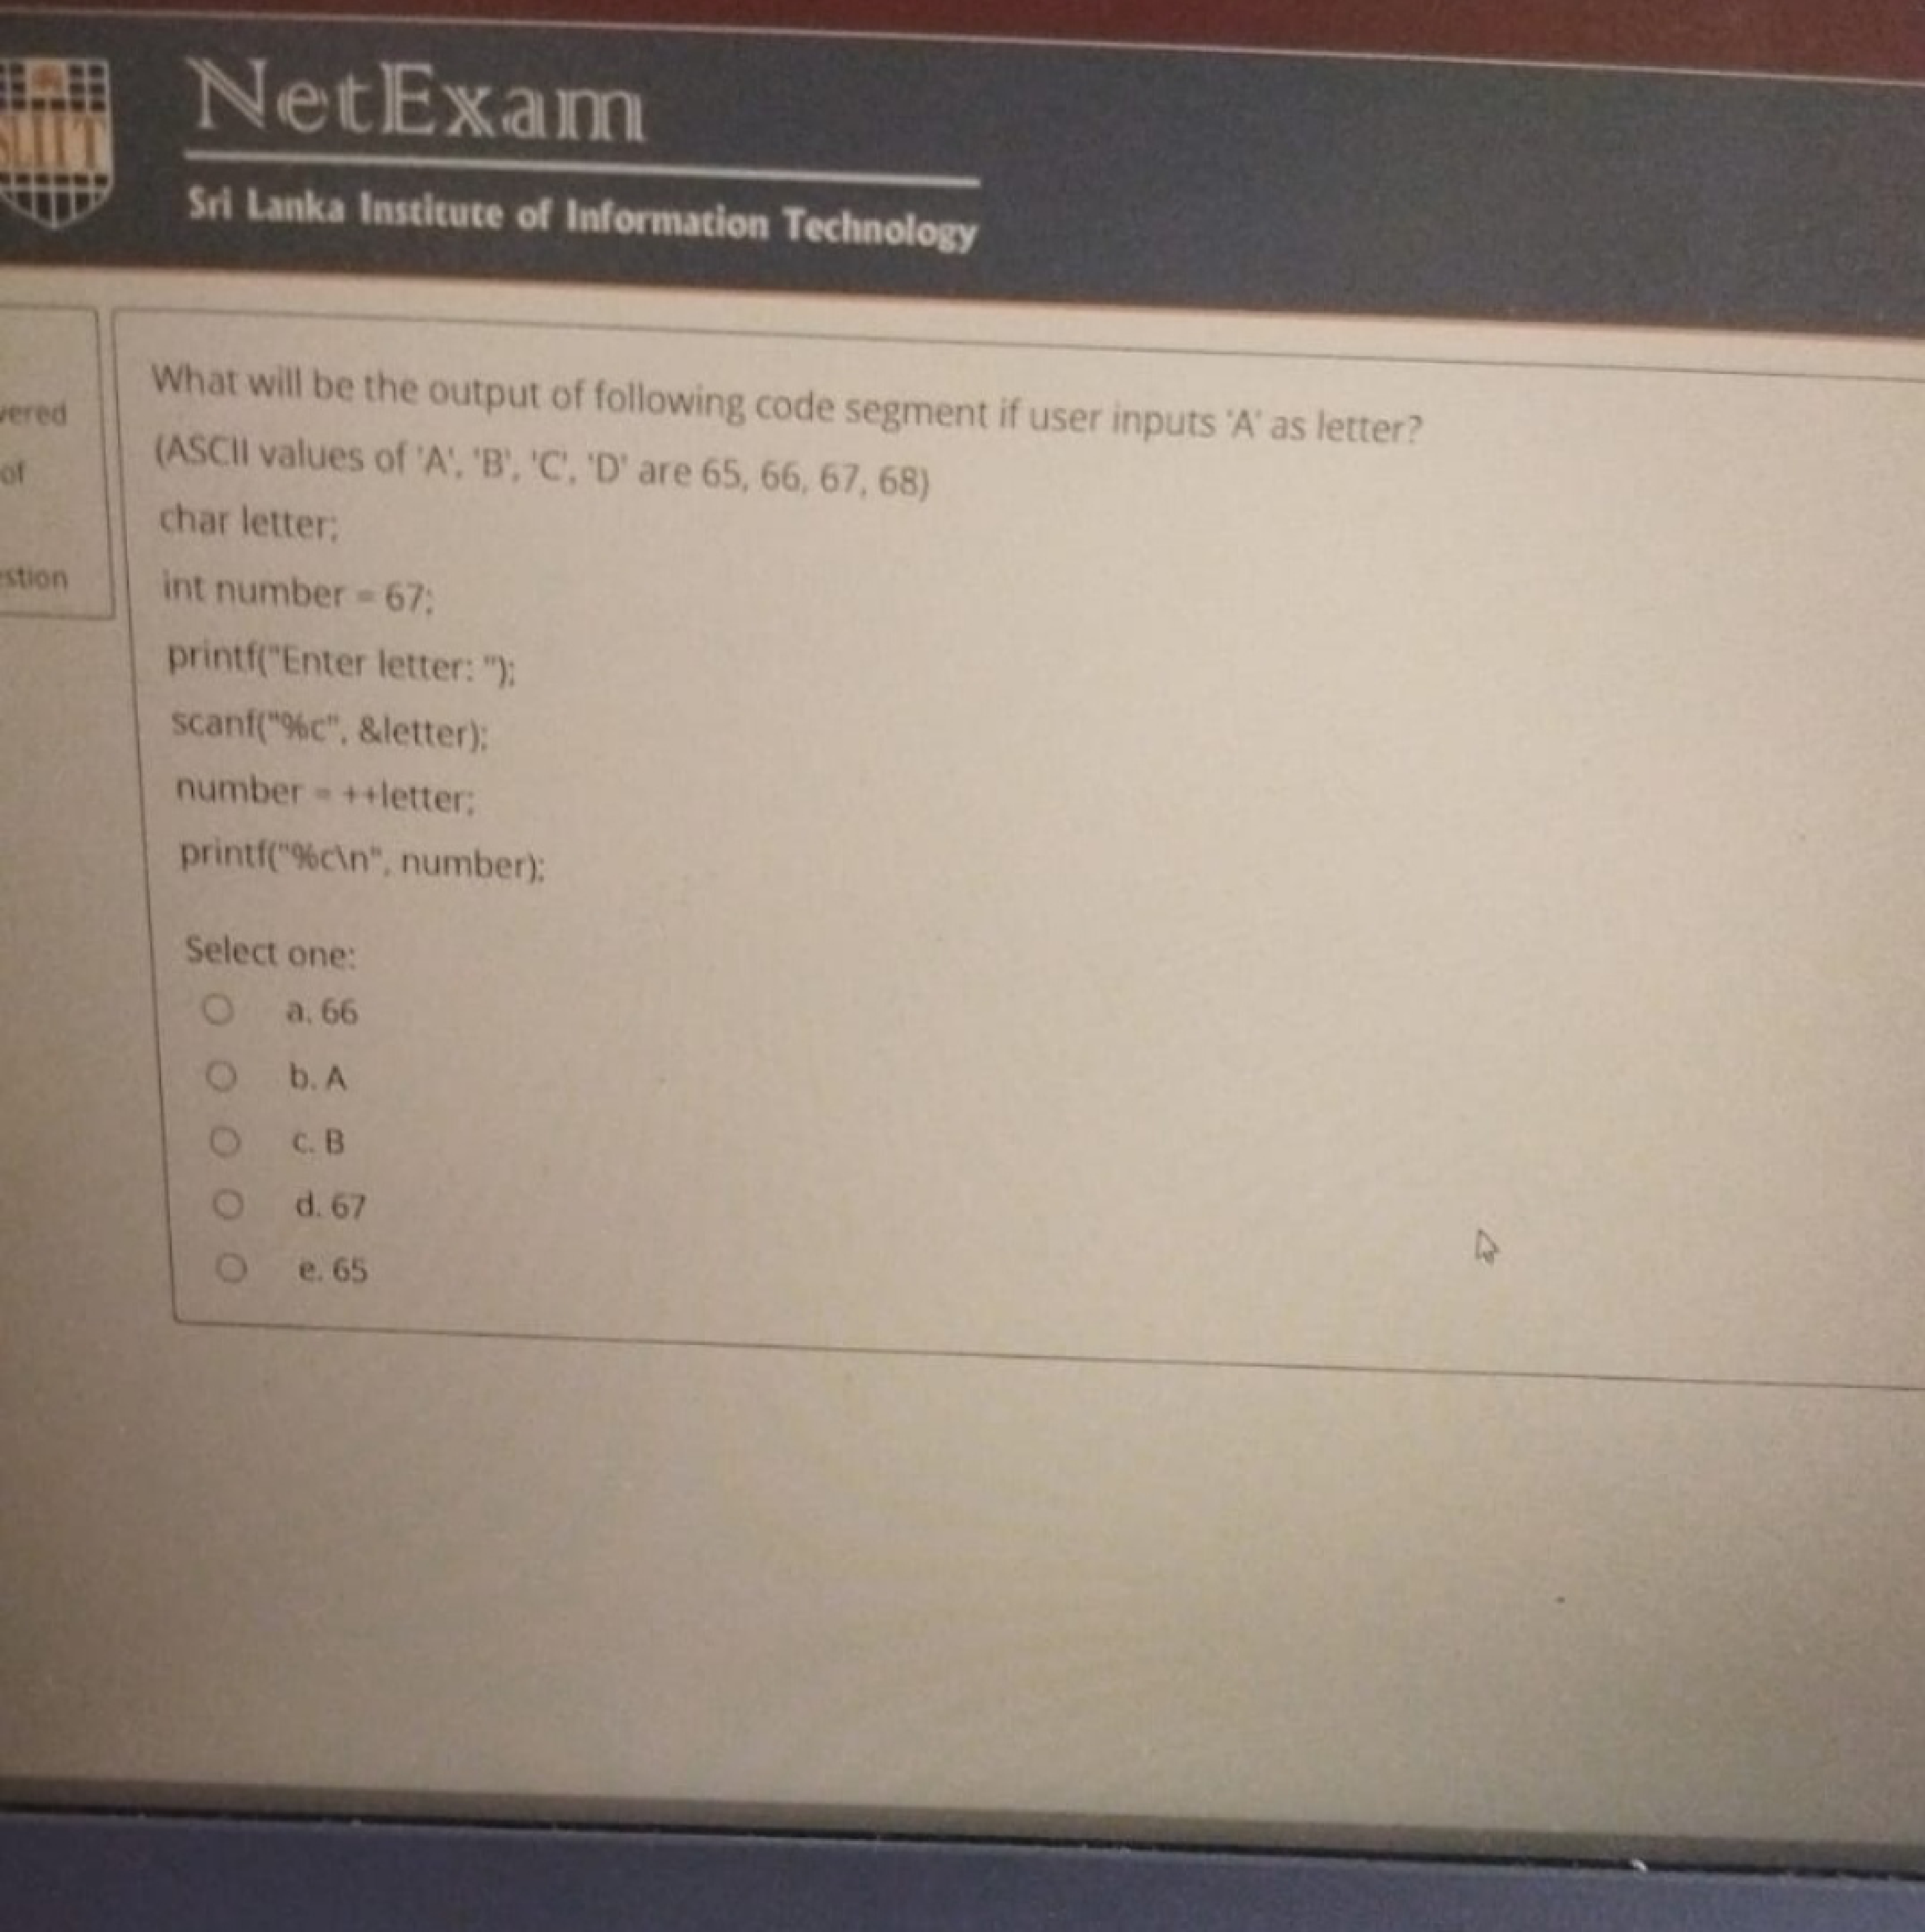 SLIIT
NetExam
Sri Lanka Institute of Information Technology
vered
of
estion
What will be the output of following code segment if user inputs 'A' as letter?
(ASCII values of 'A', 'B', 'C', 'D' are 65, 66, 67, 68)
char letter;
int number = 67;
printf("Enter letter: ");
scanf("%c", &letter);
number = ++letter;
printf("%c\n", number);
Select one:
a. 66
b. A
c. B
d. 67
e. 65